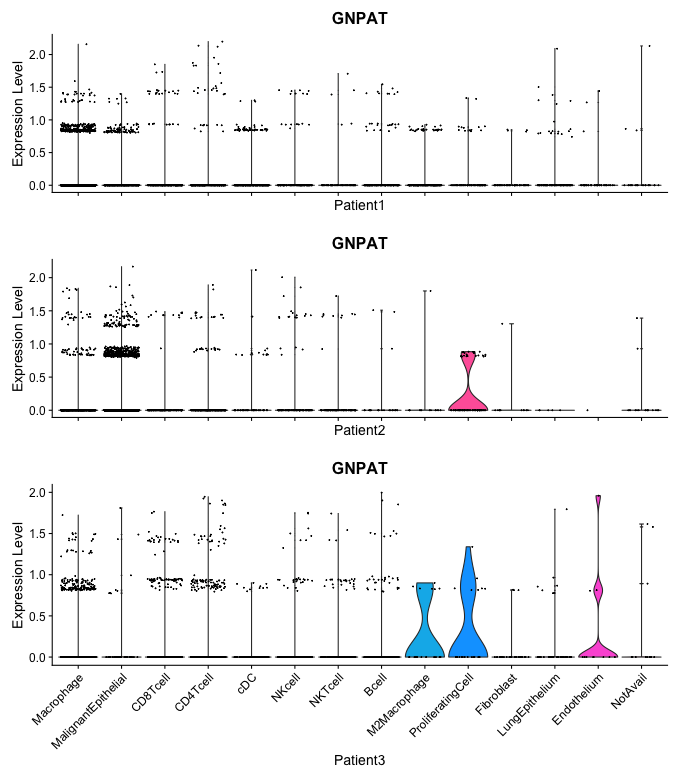 GNPAT
Expression Level
2.0
1.5
1.0
0.5
0.0
Patient1
GNPAT
Expression Level
2.0
1.5
1.0
0.5
0.0
Patient2
GNPAT
Expression Level
2.0
1.5
1.0
0.5
0.0
Macrophage
MalignantEpithelial
CD8Tcell
CD4Tcell
cDC
NKcell
NKTcell
Bcell
M2Macrophage
ProliferatingCell
Fibroblast
LungEpithelium
Endothelium
NotAvail
Patient3